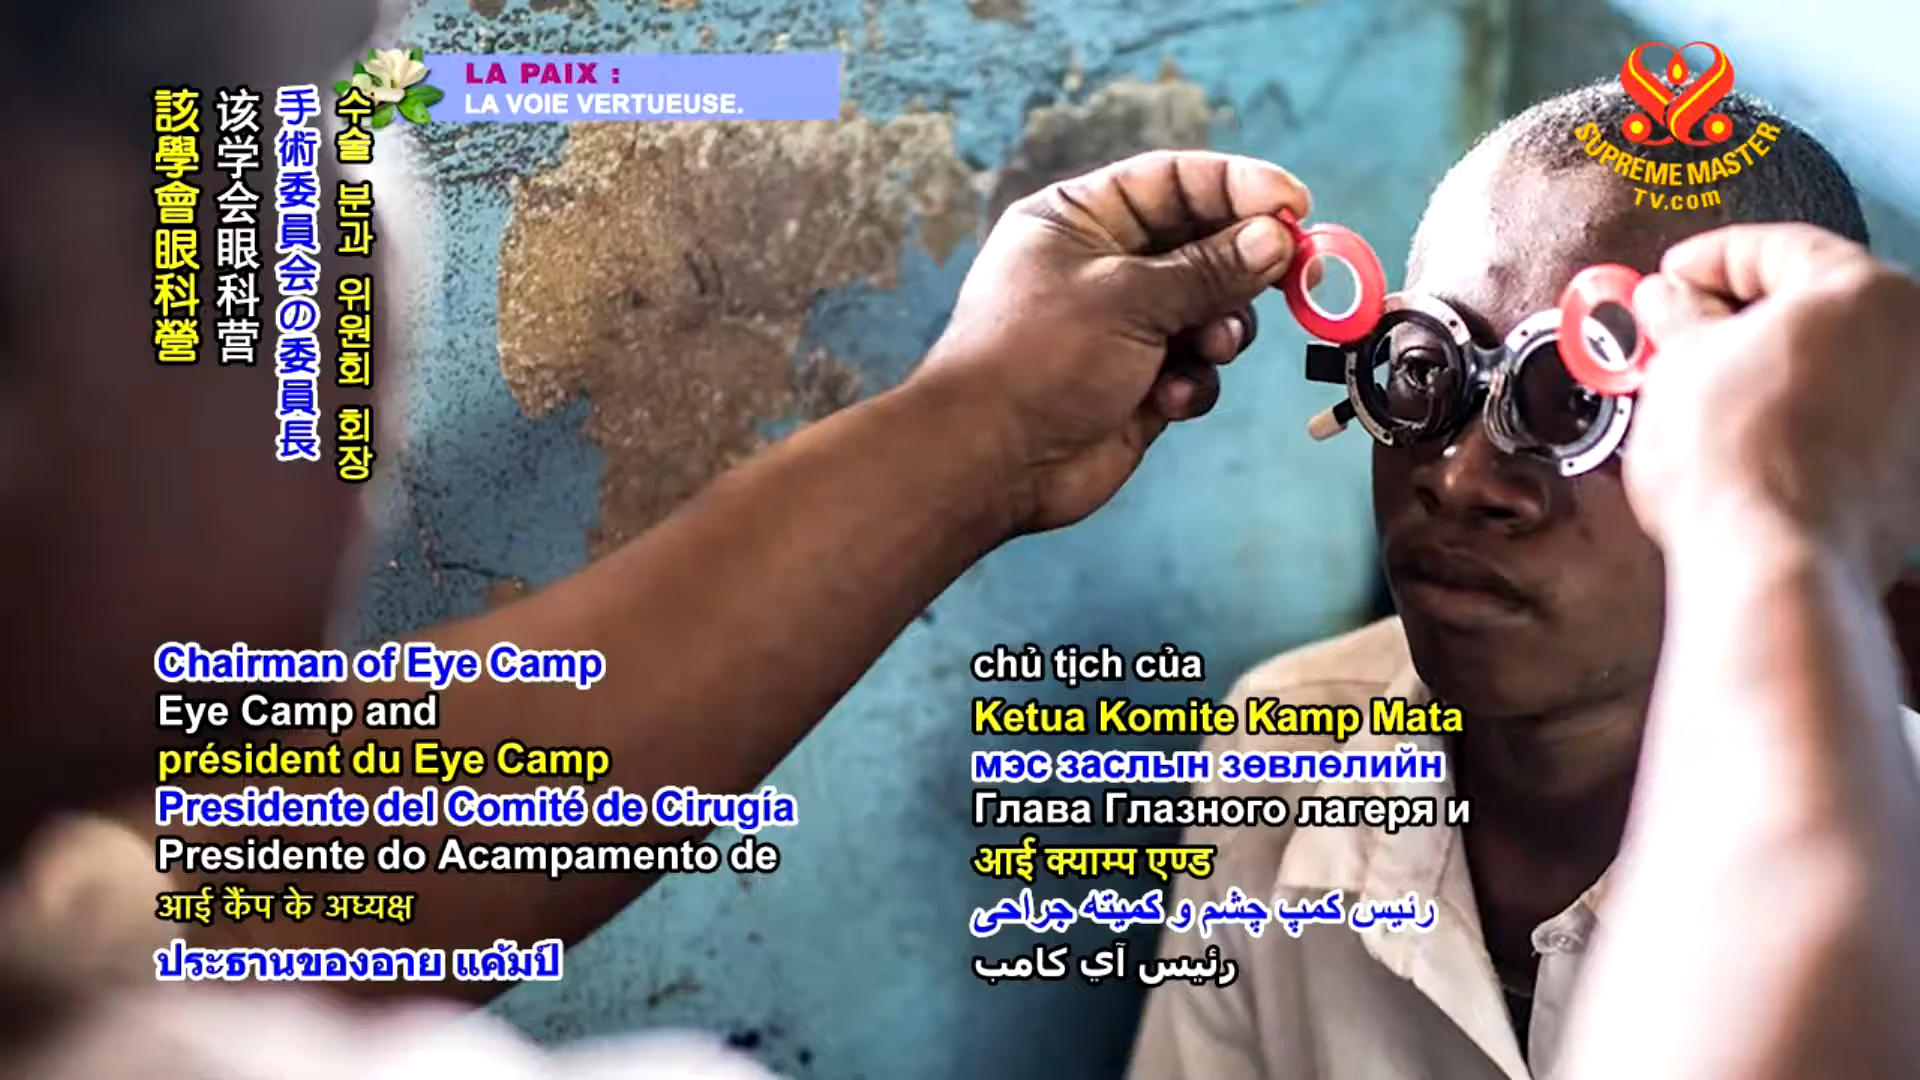 LA PAIX :
LA VOIE VERTUEUSE.
SUPREME MASTER
TV.com
該學會眼科營
该学会眼科营
手術委員会の委員長
수술 분과 위원회 회장
Chairman of Eye Camp
Eye Camp and
président du Eye Camp
Presidente del Comité de Cirugía
Presidente do Acampamento de
आई कैंप के अध्यक्ष
ประธานของอาย แค้มป์
chủ tịch của
Ketua Komite Kamp Mata
мэс заслын зөвлөлийн
Глава Глазного лагеря и
आई क्याम्प एण्ड
رئیس کمپ چشم و کمیته جراحی
رئيس آي كامب